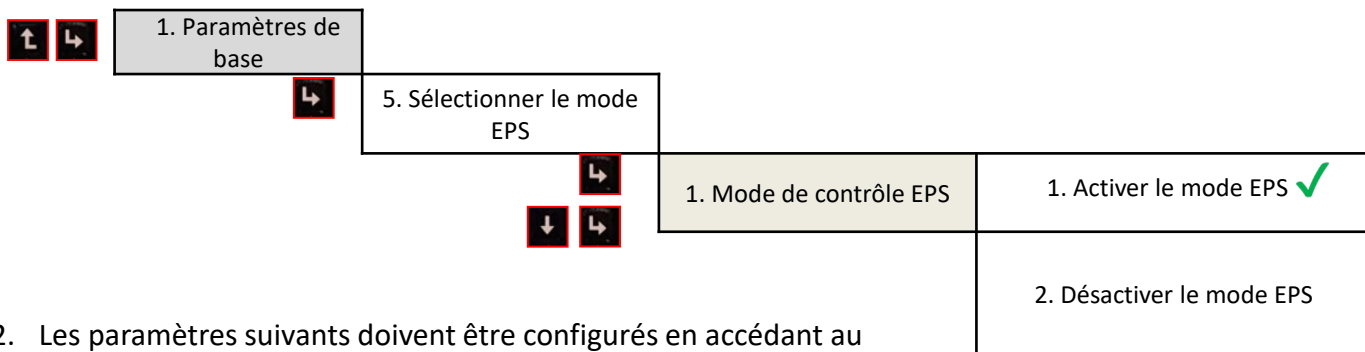 1. Paramètres de
base
5. Sélectionner le mode
EPS
1. Mode de contrôle EPS
1. Activer le mode EPS
2. Désactiver le mode EPS
2. Les paramètres suivants doivent être configurés en accédant au